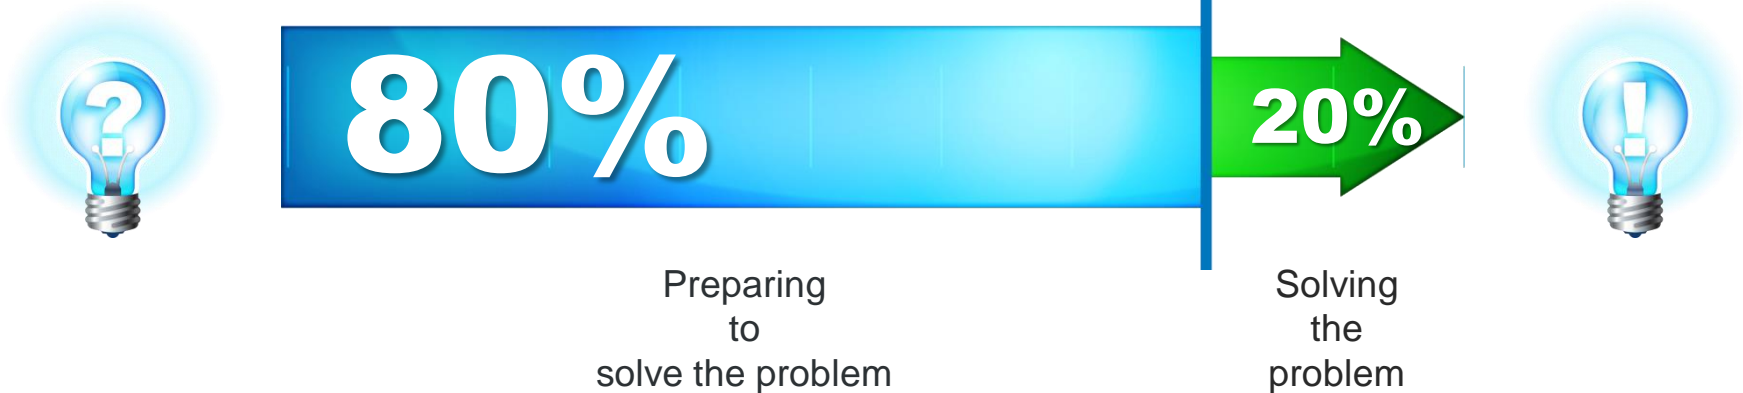 ?
80%
20%
!
Preparing
to
solve the problem
Solving
the
problem